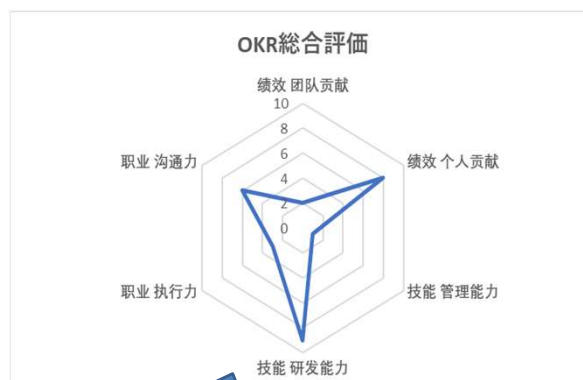 OKR総合評価
绩效 团队贡献
10
8
6
4
2
0
绩效 个人贡献
技能 管理能力
技能 研发能力
职业 执行力
职业 沟通力